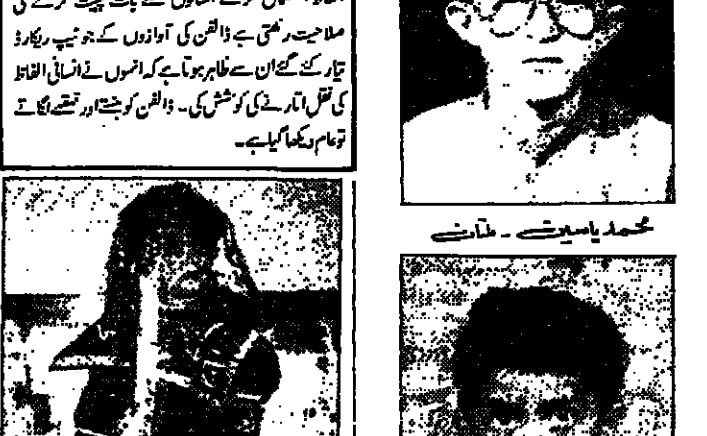 صلاحیت رکھتی ہے ڈالفن کی آوازوں کے جو ٹیپ ریکارڈ
تیار کئے گئے ان سے ظاہر ہوتا ہے کہ انہوں نے انسانی الفاظ
کی نقل اتارنے کی کوشش کی۔ ڈالفن کو ہنستے اور قہقہے لگاتے
تو عام دیکھا گیا ہے۔
محمد یاسین ۔ ملتان